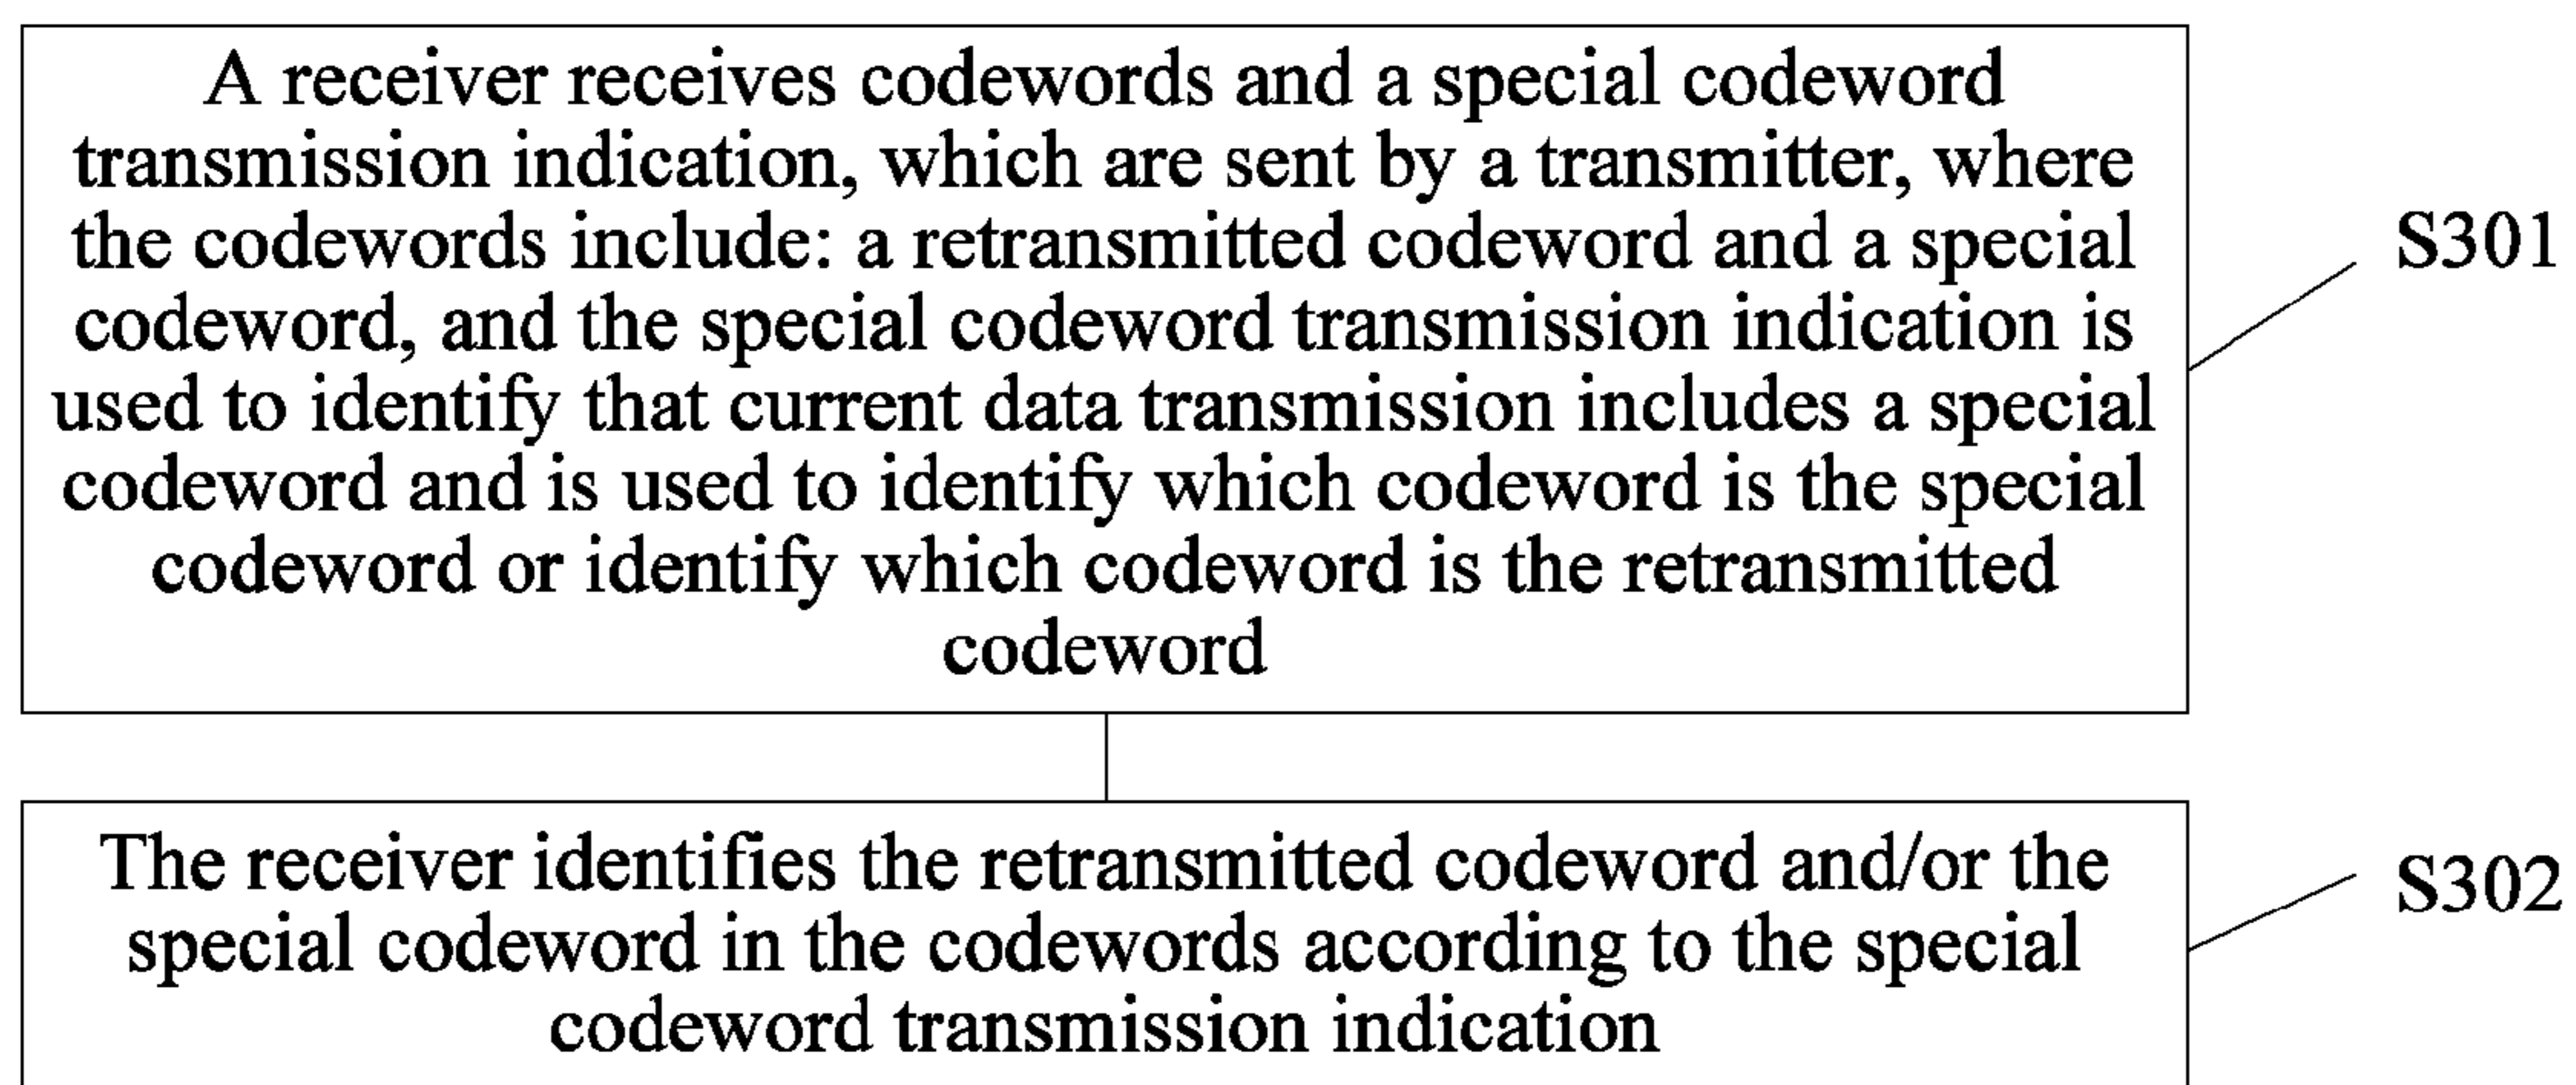 A receiver receives codewords and a special codeword
transmission indication, which are sent by a transmitter, where
the codewords include: a retransmitted codeword and a special
codeword, and the special codeword transmission indication is
used to identify that current data transmission includes a special
codeword and is used to identify which codeword is the special
codeword or identify which codeword is the retransmitted
codeword
S301
The receiver identifies the retransmitted codeword and/or the
special codeword in the codewords according to the special
codeword transmission indication
S302